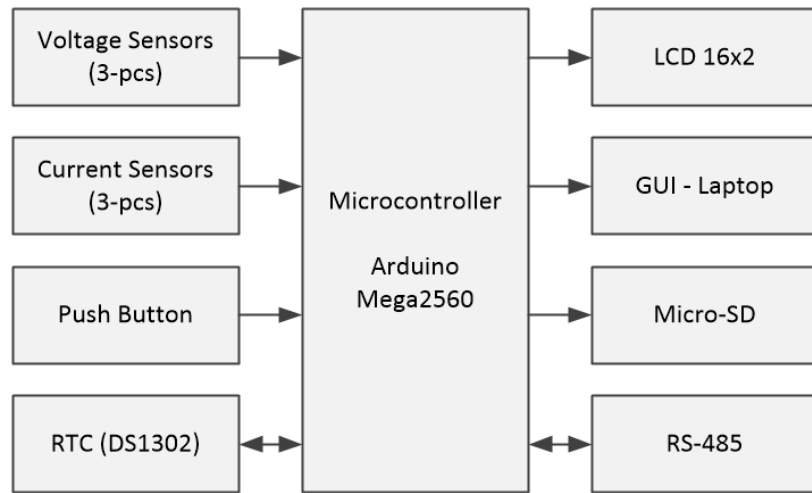 Voltage Sensors
(3-pcs)
Current Sensors
(3-pcs)
Push Button
RTC (DS1302)
Microcontroller
Arduino
Mega2560
LCD 16x2
GUI - Laptop
Micro-SD
RS-485